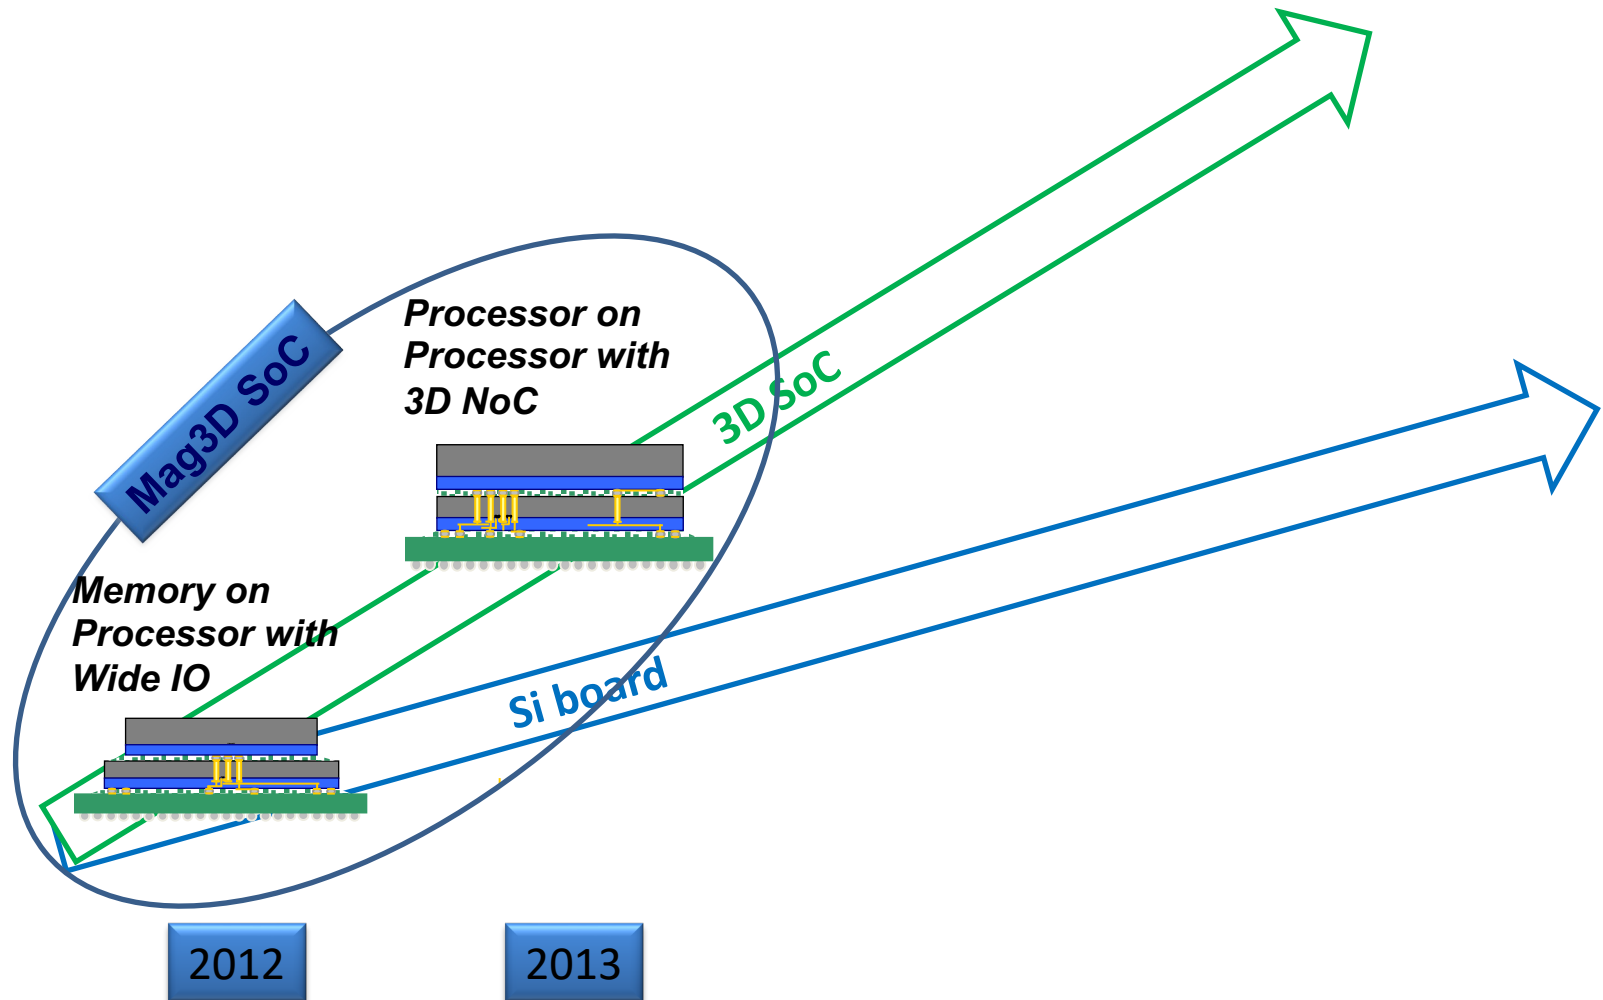 Processor on
Processor with
3D NoC
Mag3D SoC
3D SoC
Memory on
Processor with
Wide IO
Si board
2012
2013